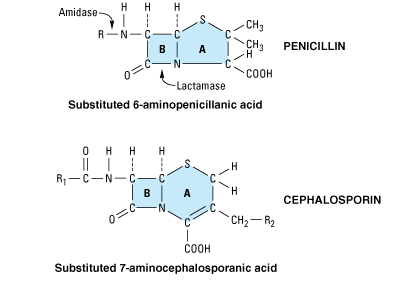 Amidase
H H H
S
CH3
R—N—C—C C
CH3
B A H
O C—N C
COOH
Lactamase
PENICILLIN
Substituted 6-aminopenicillanic acid
O H H H
S H
R1—C—N—C—C C
H
B A
O C—N C
C CH2—R2
COOH
CEPHALOSPORIN
Substituted 7-aminocephalosporanic acid